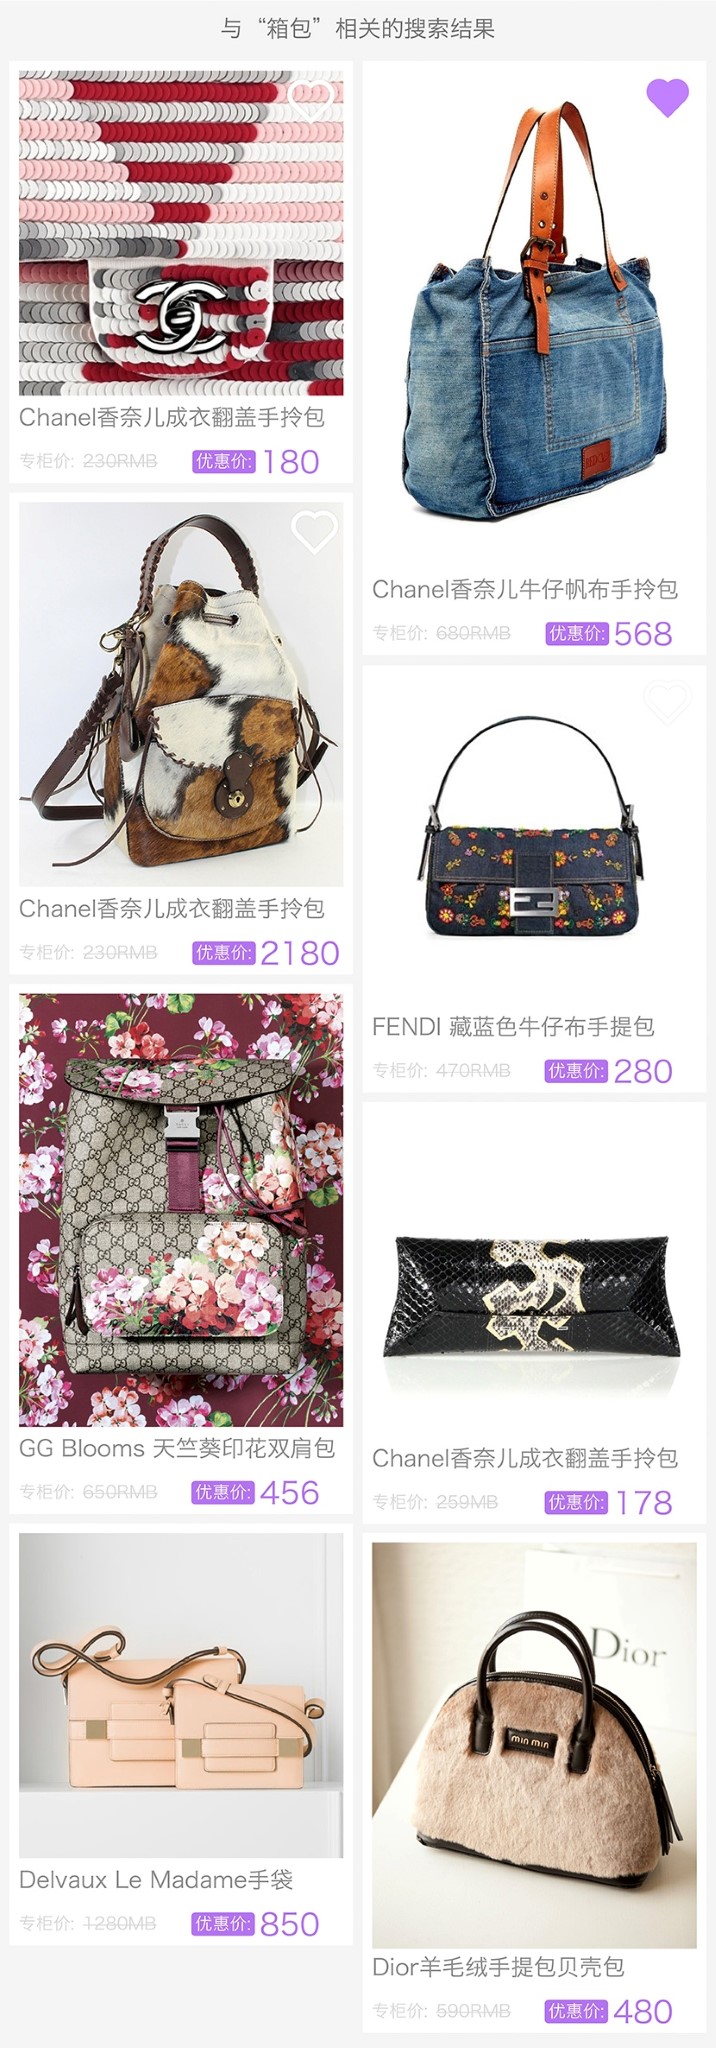 与“箱包”相关的搜索结果
Chanel香奈儿成衣翻盖手拎包
专柜价: 230RMB 优惠价: 180
Chanel香奈儿成衣翻盖手拎包
专柜价: 230RMB 优惠价: 2180
GG Blooms 天竺葵印花双肩包
专柜价: 650RMB 优惠价: 456
Delvaux Le Madame手袋
专柜价: 1280MB 优惠价: 850
Chanel香奈儿牛仔帆布手拎包
专柜价: 680RMB 优惠价: 568
FENDI 藏蓝色牛仔布手提包
专柜价: 470RMB 优惠价: 280
Chanel香奈儿成衣翻盖手拎包
专柜价: 259MB 优惠价: 178
Dior
min min
Dior羊毛绒手提包贝壳包
专柜价: 590RMB 优惠价: 480